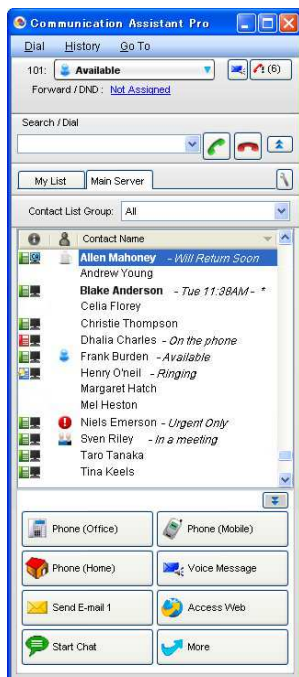 Communication Assistant Pro
Dial History Go To
101: Available (6)
Forward / DND : Not Assigned
Search / Dial
My List Main Server
Contact List Group: All
Contact Name
Allen Mahoney - Will Return Soon
Andrew Young
Blake Anderson - Tue 11:38AM - *
Celia Florey
Christie Thompson
Dhalia Charles - On the phone
Frank Burden - Available
Henry O'neil - Ringing
Margaret Hatch
Mel Heston
Niels Emerson - Urgent Only
Sven Riley - In a meeting
Taro Tanaka
Tina Keels
Phone (Office) Phone (Mobile)
Phone (Home) Voice Message
Send E-mail 1 Access Web
Start Chat More